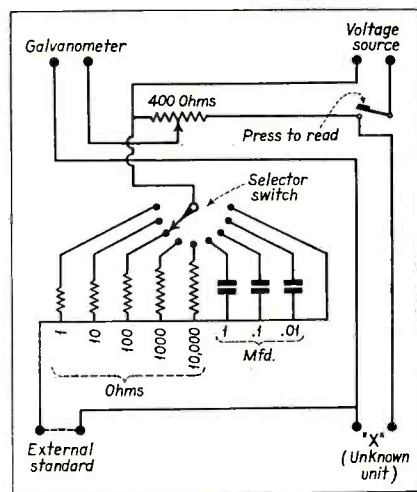 Galvanometer
Voltage
source
400 Ohms
Press to read
Selector
switch
1
10
100
1000
10,000
.1
.1
.01
Ohms
Mfd.
External
standard
"X"
(Unknown
unit)